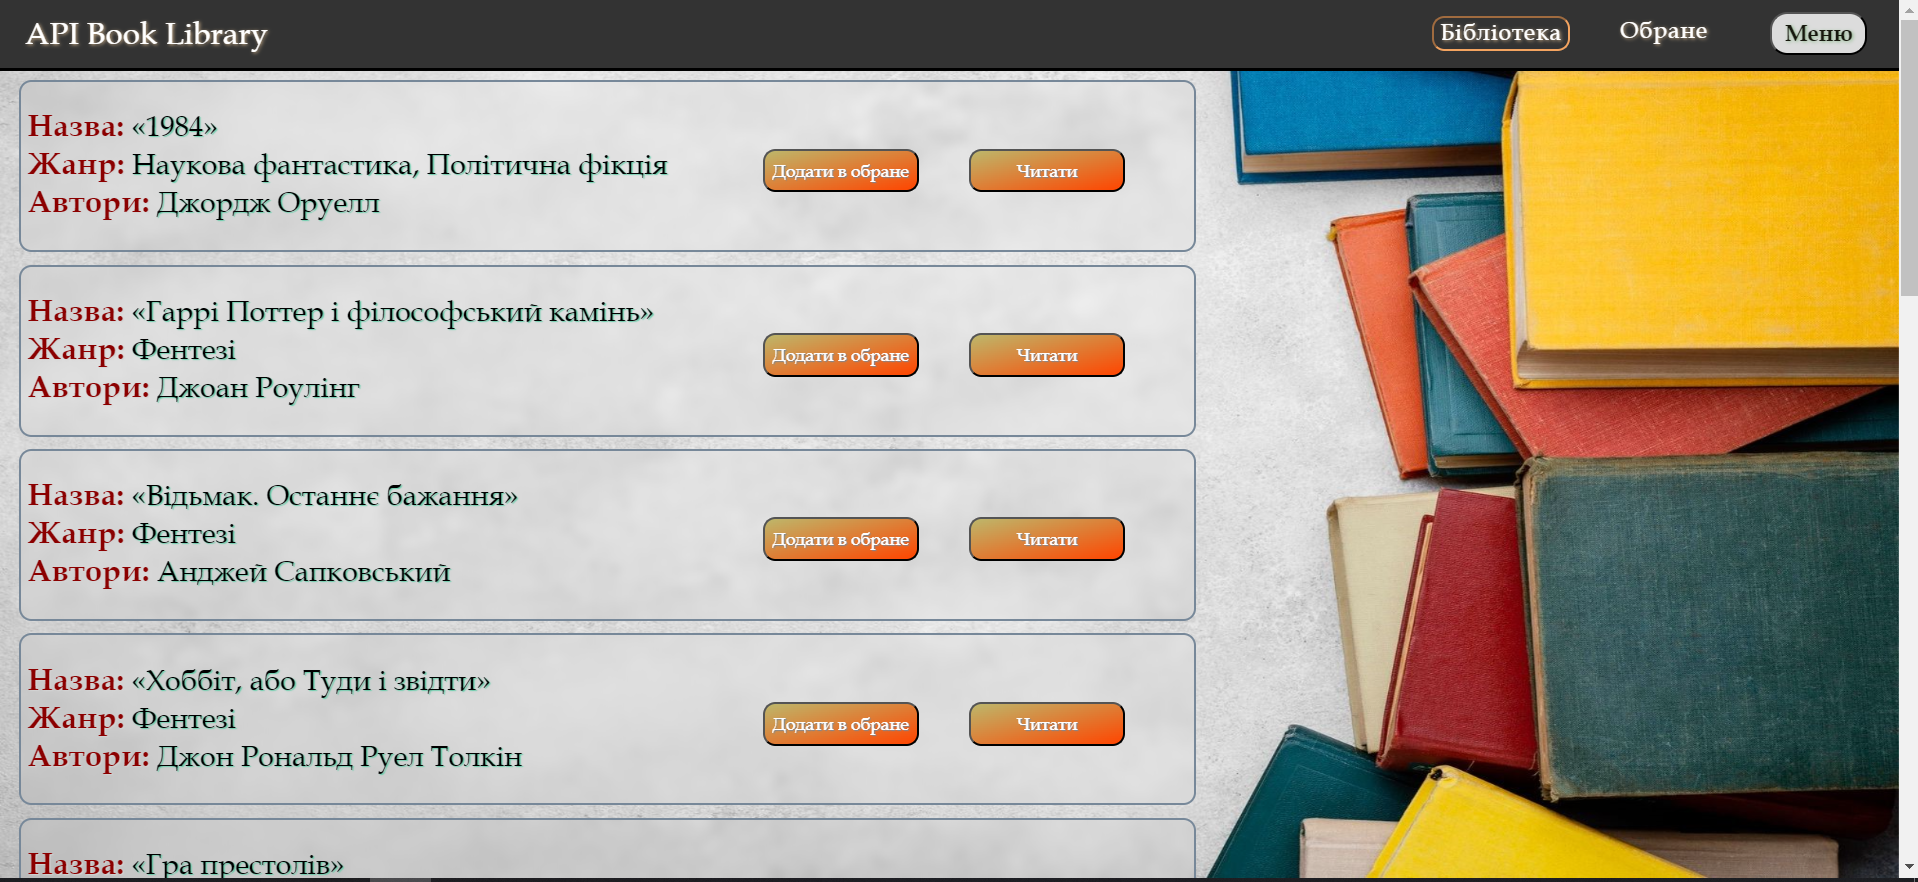 API Book Library
Бібліотека
Обране
Меню
Назва: «1984»
Жанр: Наукова фантастика, Політична фікція
Автори: Джордж Оруелл
Додати в обране
Читати
Назва: «Гаррі Поттер і філософський камінь»
Жанр: Фентезі
Автори: Джоан Роулінг
Додати в обране
Читати
Назва: «Відьмак. Останнє бажання»
Жанр: Фентезі
Автори: Анджей Сапковський
Додати в обране
Читати
Назва: «Хоббіт, або Туди і звідти»
Жанр: Фентезі
Автори: Джон Рональд Руел Толкін
Додати в обране
Читати
Назва: «Гра престолів»